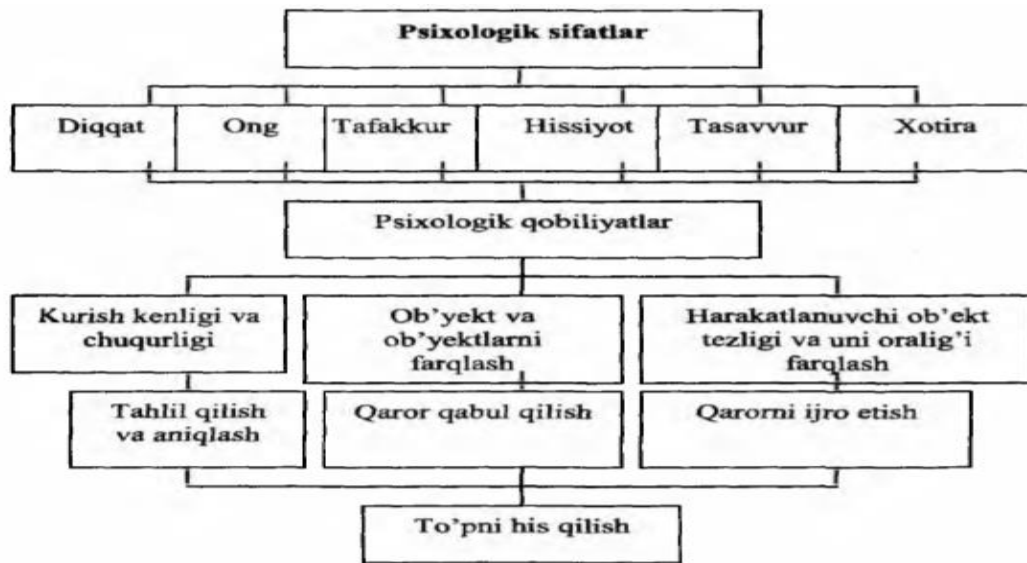 Psixologik sifatlar
Diqqat
Ong
Tafakkur
Hissiyot
Tasavvur
Xotira
Psixologik qobiliyatlar
Kurish kenligi va
chuqurligi
Ob'yekt va
ob'yektlarni
farqlash
Harakatlanuvchi ob'ekt
tezligi va uni oralig'i
farqlash
Tahlil qilish
va aniqlash
Qaror qabul qilish
Qarorni ijro etish
To'pni his qilish